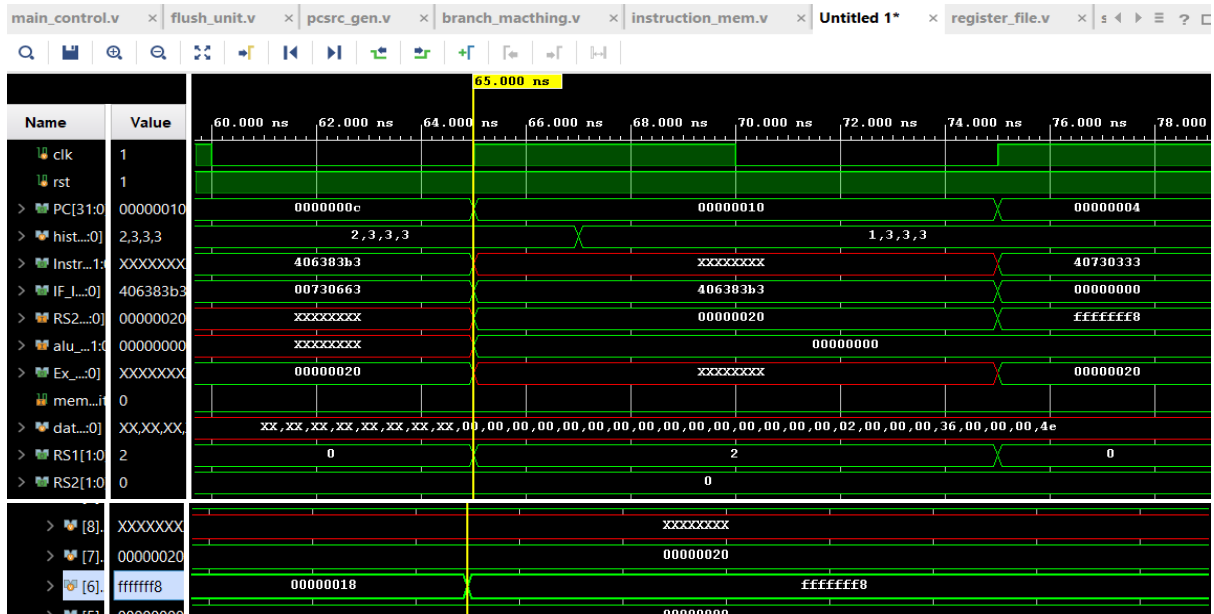 main_control.v × flush_unit.v × pcsrc_gen.v × branch_macthing.v × instruction_mem.v × Untitled 1* × register_file.v × s
65.000 ns
Name Value 60.000 ns 62.000 ns 64.000 ns 66.000 ns 68.000 ns 70.000 ns 72.000 ns 74.000 ns 76.000 ns 78.000
clk 1
rst 1
PC[31:0 00000010 0000000c 00000010 00000004
hist...:0] 2,3,3,3 2,3,3,3 1,3,3,3
Instr...1:( XXXXXXX 406383b3 XXXXXXXX 40730333
IF_I...:0] 406383b3 00730663 406383b3 00000000
RS2...:0] 00000020 XXXXXXXX 00000020 fffffff8
alu_...1:( 00000000 XXXXXXXX 00000000
Ex_...:0] XXXXXXX 00000020 XXXXXXXX 00000020
mem...it 0
dat...:0] XX,XX,XX, XX,XX,XX,XX,XX,XX,XX,XX,00,00,00,00,00,00,00,00,00,00,00,00,00,00,00,02,00,00,00,36,00,00,00,4e
RS1[1:0 2 0 2 0
RS2[1:0 0 0
[8]. XXXXXXX XXXXXXXX
[7]. 00000020 00000020
[6]. fffffff8 00000018 fffffff8